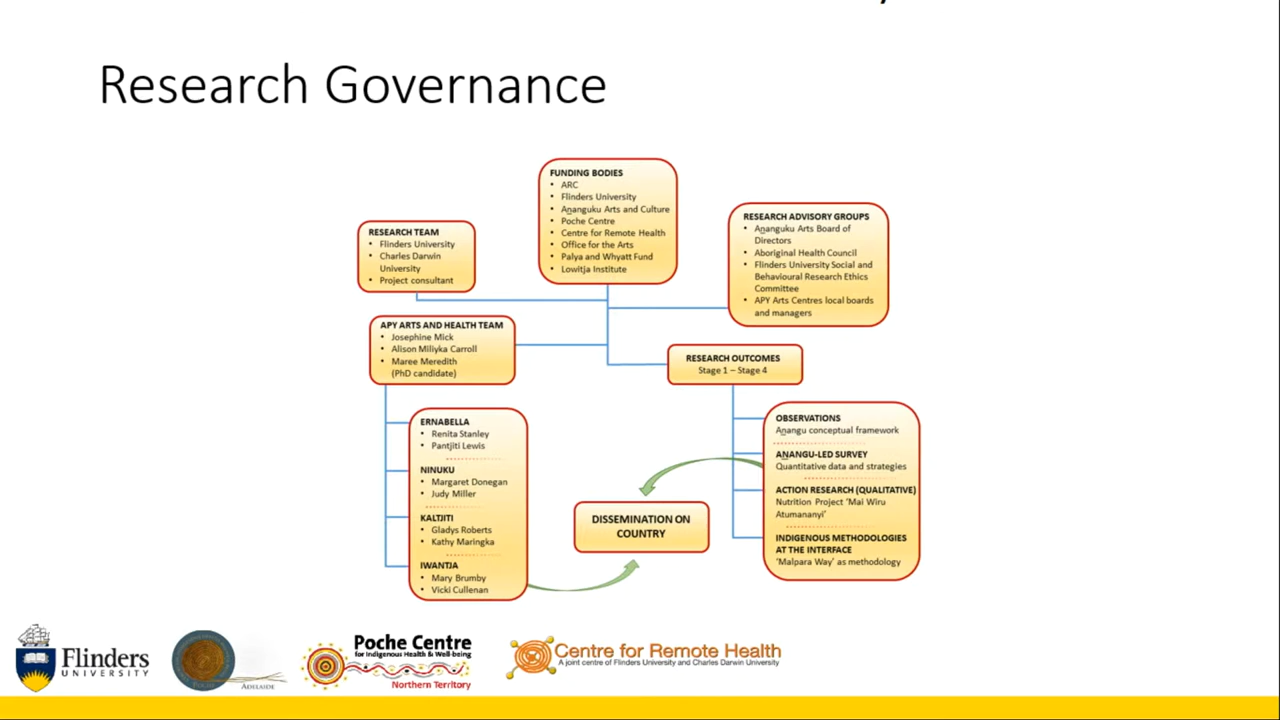 Research Governance
FUNDING BODIES
• ARC
• Flinders University
• Aṉanguku Arts and Culture
• Poche Centre
• Centre for Remote Health
• Office for the Arts
• Palya and Whyatt Fund
• Lowitja Institute
RESEARCH TEAM
• Flinders University
• Charles Darwin
University
• Project consultant
RESEARCH ADVISORY GROUPS
• Aṉanguku Arts Board of
Directors
• Aboriginal Health Council
• Flinders University Social and
Behavioural Research Ethics
Committee
• APY Arts Centres local boards
and managers
APY ARTS AND HEALTH TEAM
• Josephine Mick
• Alison Miliyka Carroll
• Maree Meredith
(PhD candidate)
RESEARCH OUTCOMES
Stage 1 – Stage 4
ERNABELLA
• Renita Stanley
• Pantjiti Lewis
NINUKU
• Margaret Donegan
• Judy Miller
KALTJITI
• Gladys Roberts
• Kathy Maringka
IWANTJA
• Mary Brumby
• Vicki Cullenan
DISSEMINATION ON
COUNTRY
OBSERVATIONS
Aṉangu conceptual framework
AṈANGU-LED SURVEY
Quantitative data and strategies
ACTION RESEARCH (QUALITATIVE)
Nutrition Project ‘Mai Wiru
Atumananyi’
INDIGENOUS METHODOLOGIES
AT THE INTERFACE
‘Malpara Way’ as methodology
Flinders
UNIVERSITY
ADELAIDE
Poche Centre
for Indigenous Health & Well-being
Northern Territory
Centre for Remote Health
A joint centre of Flinders University and Charles Darwin University